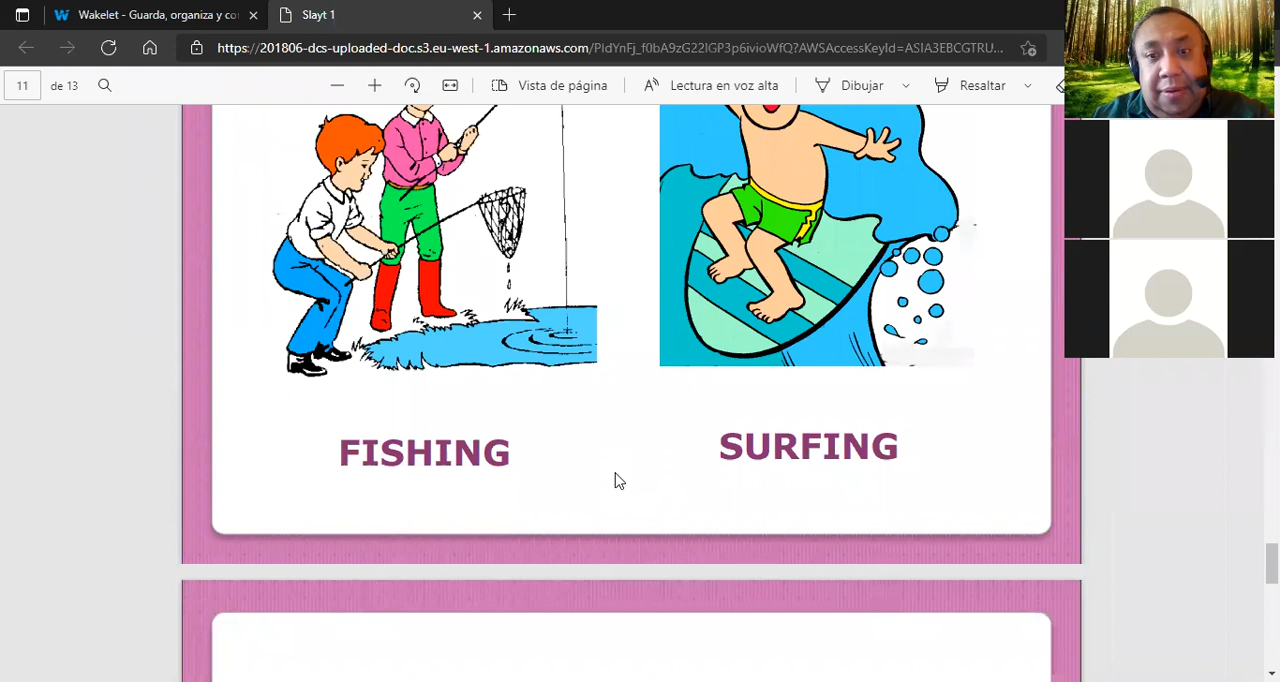 Wakelet - Guarda, organiza y co
Slayt 1
https://201806-dcs-uploaded-doc.s3.eu-west-1.amazonaws.com/PIdYnFj_f0bA9zG22IGP3p6ivioWfQ?AWSAccessKeyId=ASIA3EBCGTRU...
11 de 13
Vista de página
Lectura en voz alta
Dibujar
Resaltar
FISHING
SURFING